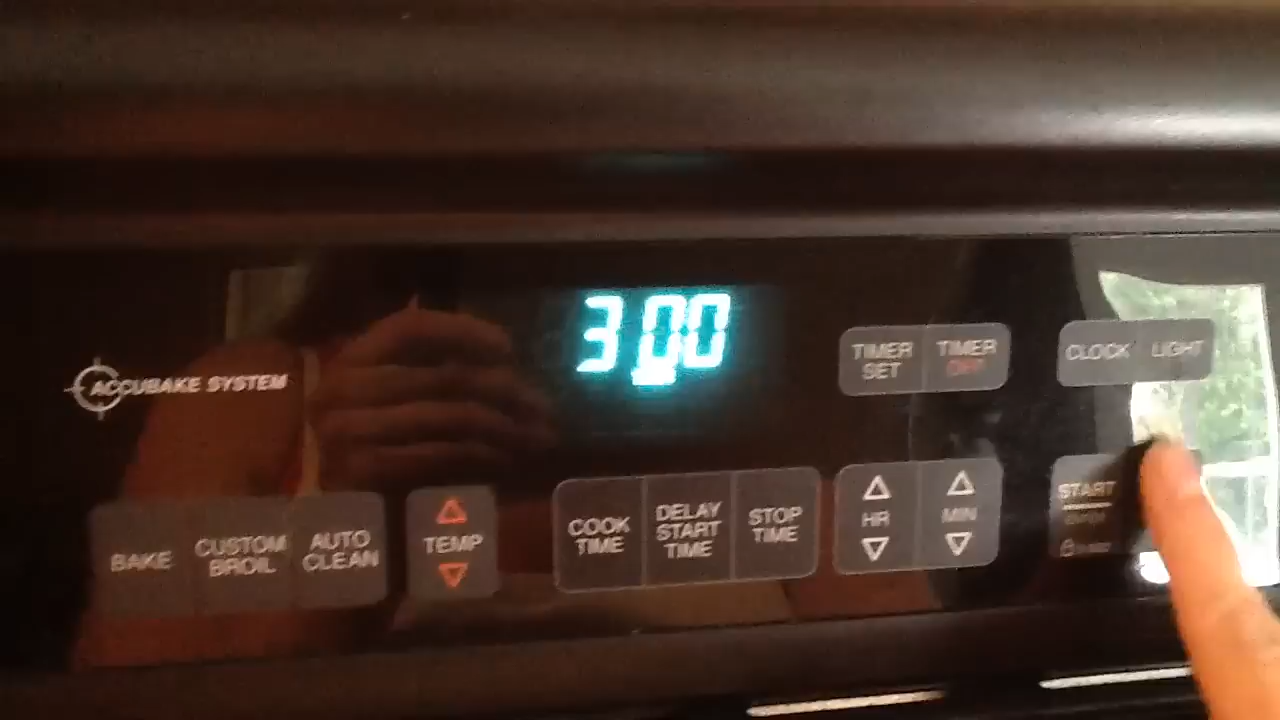 3:00
ACCUBAKE SYSTEM
TIMER
SET
TIMER
OFF
CLOCK
LIGHT
BAKE
CUSTOM
BROIL
AUTO
CLEAN
TEMP
COOK
TIME
DELAY
START
TIME
STOP
TIME
HR
MIN
START